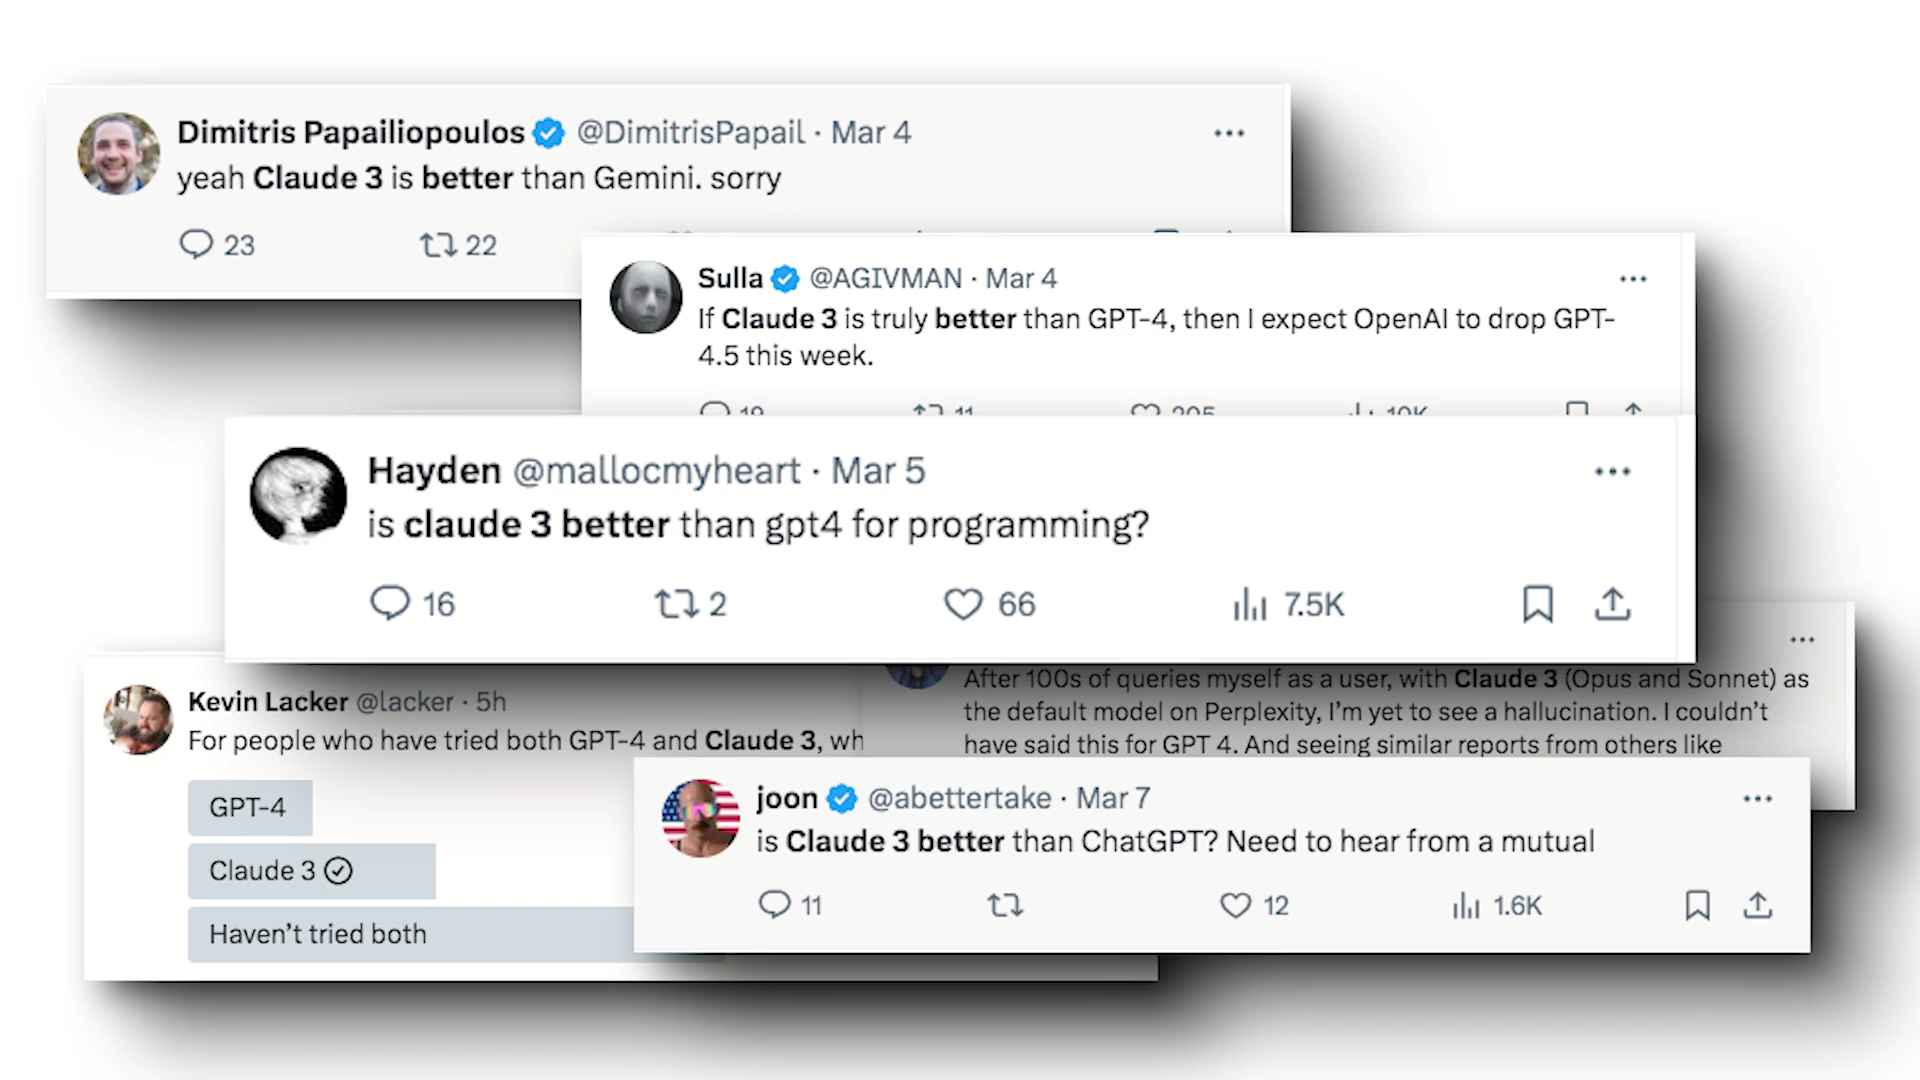 Dimitris Papailiopoulos @DimitrisPapail · Mar 4
yeah Claude 3 is better than Gemini. sorry
23 22
Sulla @AGIVMAN · Mar 4
If Claude 3 is truly better than GPT-4, then I expect OpenAI to drop GPT-
4.5 this week.
Hayden @mallocmyheart · Mar 5
is claude 3 better than gpt4 for programming?
16 2 66 7.5K
After 100s of queries myself as a user, with Claude 3 (Opus and Sonnet) as
the default model on Perplexity, I'm yet to see a hallucination. I couldn't
have said this for GPT 4. And seeing similar reports from others like
Kevin Lacker @lacker · 5h
For people who have tried both GPT-4 and Claude 3,
GPT-4
Claude 3
Haven't tried both
joon @abettertake · Mar 7
is Claude 3 better than ChatGPT? Need to hear from a mutual
11 12 1.6K